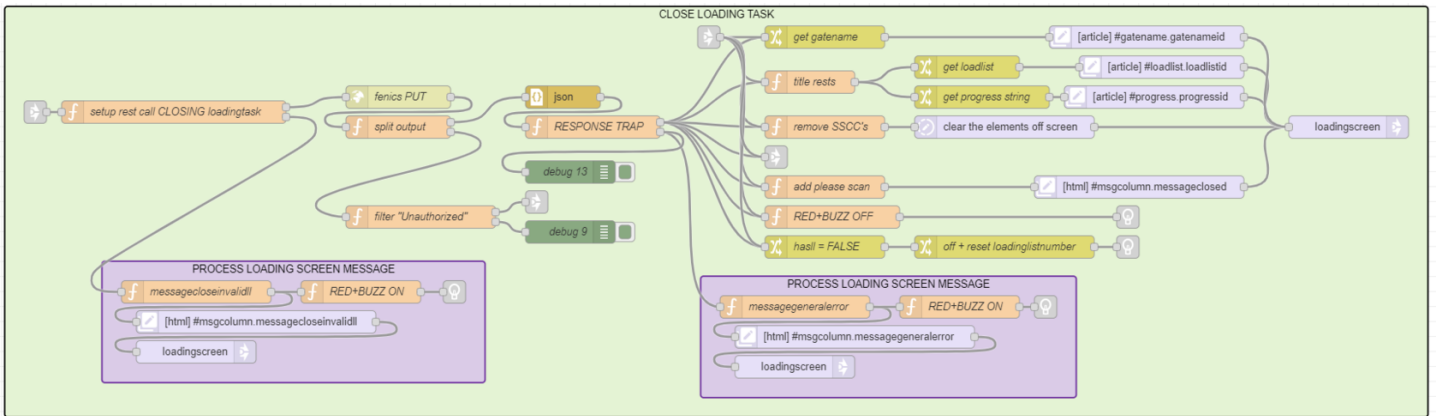 CLOSE LOADING TASK
get gatename
[article] #gatename.gatenameid
get loadlist
[article] #loadlist.loadlistid
title rests
fenics PUT
json
get progress string
[article] #progress.progressid
setup rest call CLOSING loadingtask
split output
RESPONSE TRAP
remove SSCC's
clear the elements off screen
loadingscreen
debug 13
add please scan
[html] #msgcolumn.messageclosed
filter "Unauthorized"
RED+BUZZ OFF
debug 9
hasll = FALSE
off + reset loadinglistnumber
PROCESS LOADING SCREEN MESSAGE
messagecloseinvalidll
RED+BUZZ ON
[html] #msgcolumn.messagecloseinvalidll
loadingscreen
PROCESS LOADING SCREEN MESSAGE
messagegeneralerror
RED+BUZZ ON
[html] #msgcolumn.messagegeneralerror
loadingscreen